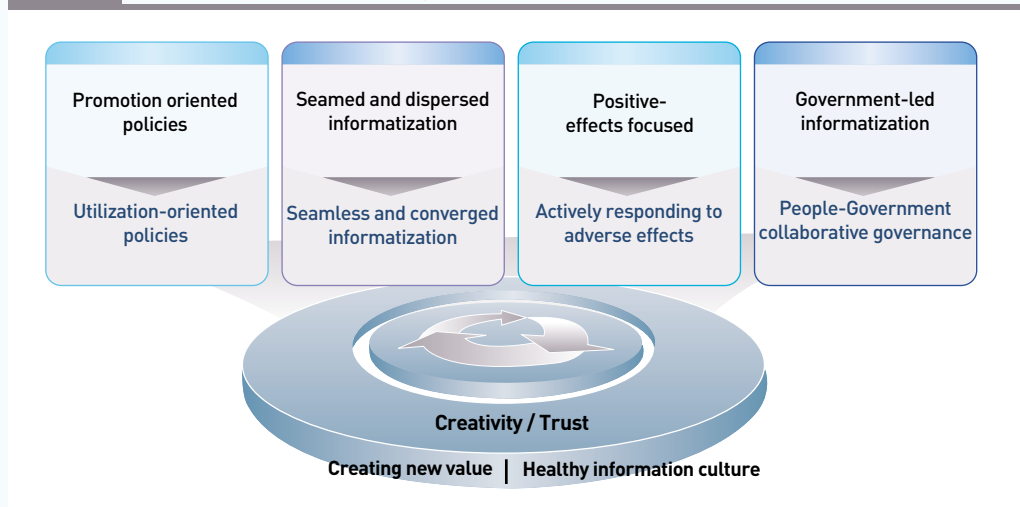 Promotion oriented
policies
Utilization-oriented
policies
Seamed and dispersed
informatization
Seamless and converged
informatization
Positive-
effects focused
Actively responding to
adverse effects
Government-led
informatization
People-Government
collaborative governance
Creativity / Trust
Creating new value | Healthy information culture